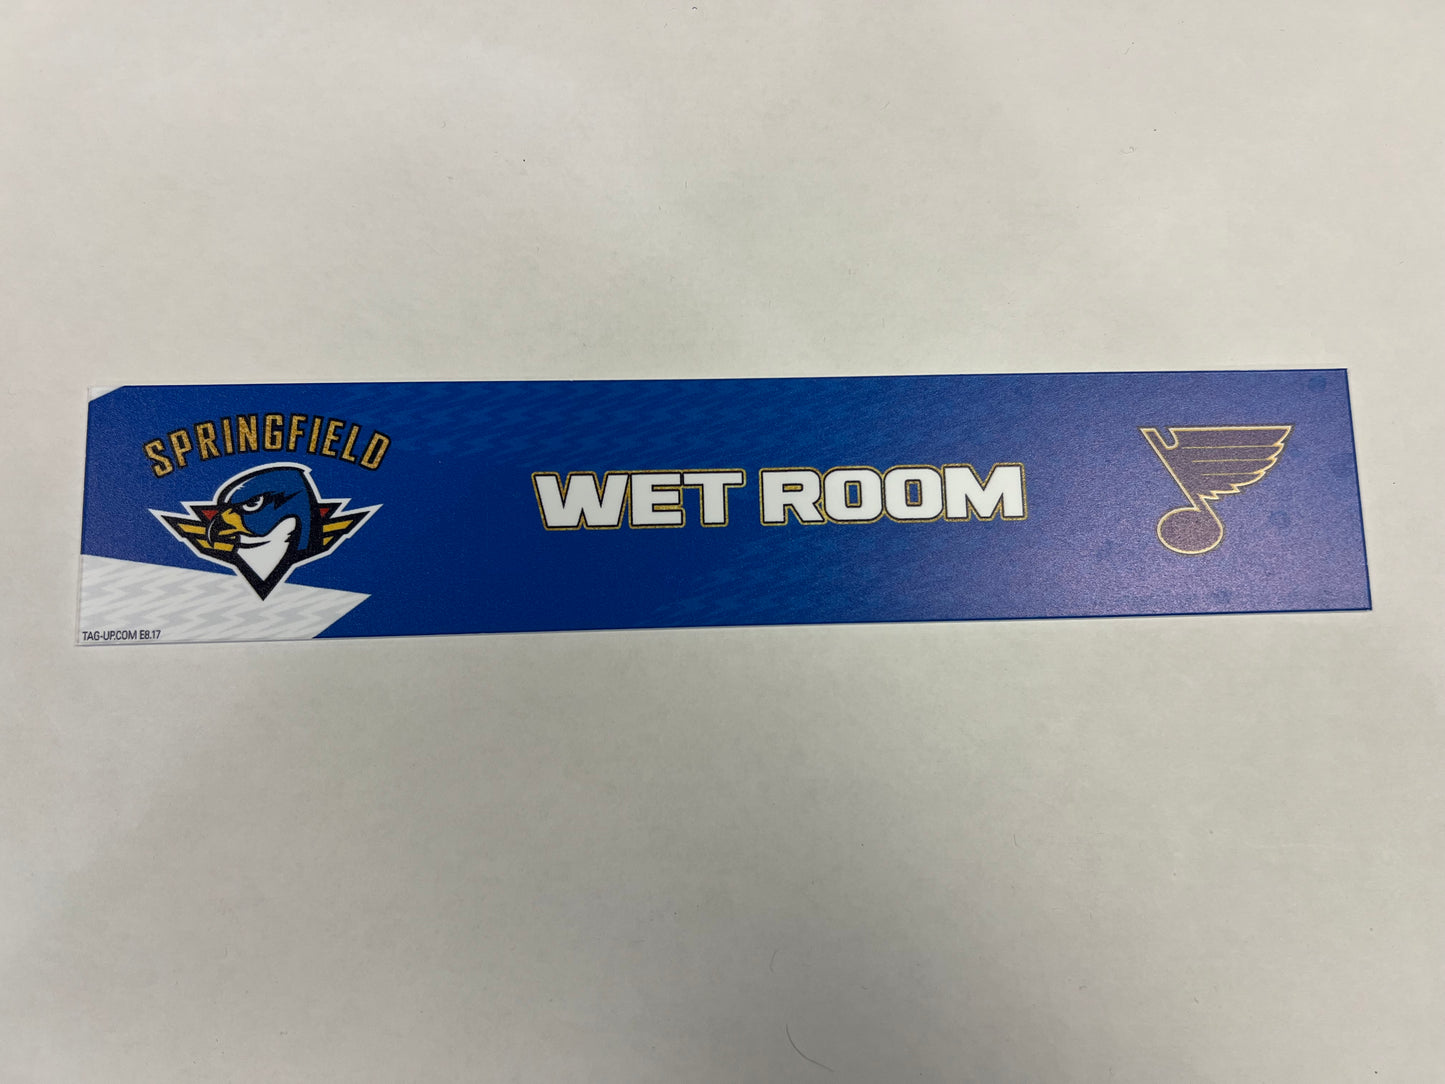 SPRINGFIELD
WET ROOM
TAG-UP.COM E8.17